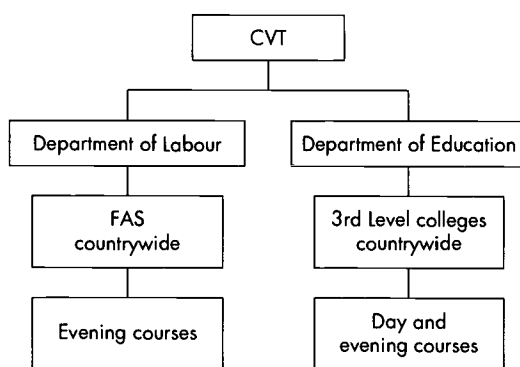 CVT
Department of Labour
Department of Education
FAS
countrywide
3rd Level colleges
countrywide
Evening courses
Day and
evening courses